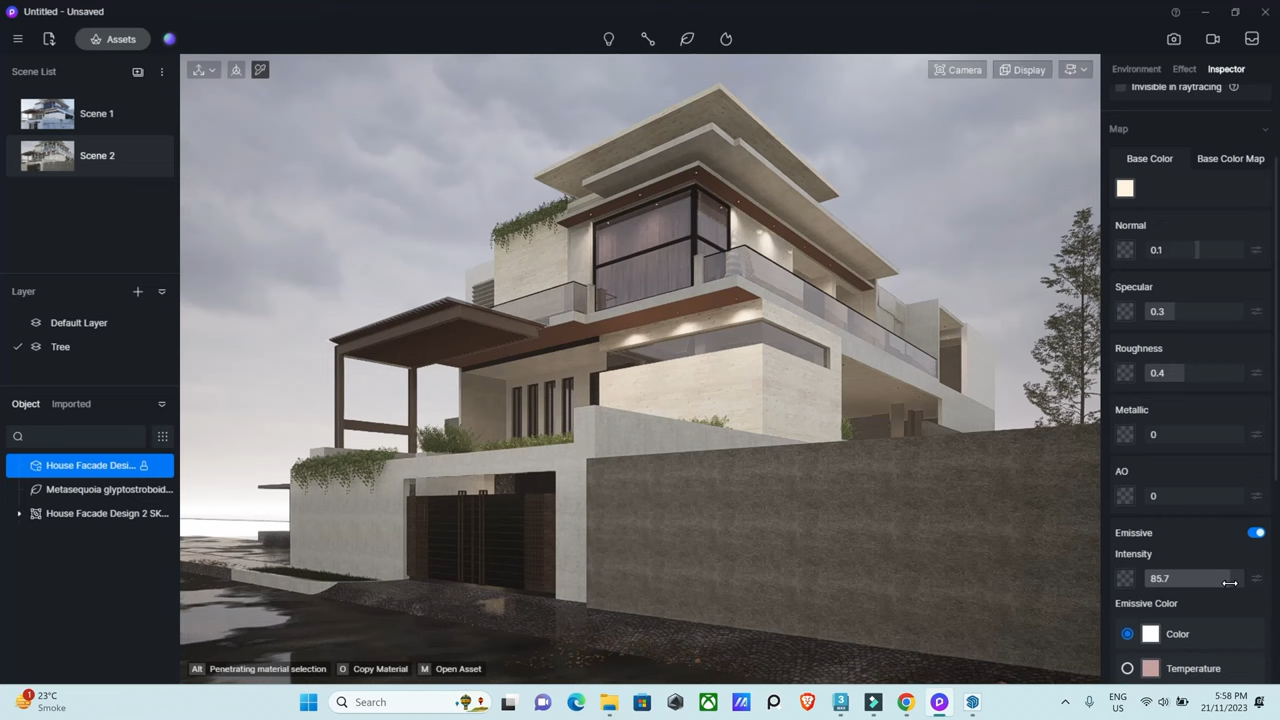 Untitled - Unsaved
Assets
Scene List
Scene 1
Scene 2
Layer
Default Layer
Tree
Object
Imported
House Facade Desi...
Metasequoia glyptostroboid...
House Facade Design 2 SK...
Camera
Display
Alt Penetrating material selection O Copy Material M Open Asset
Environment
Effect
Inspector
Invisible in raytracing
Map
Base Color
Base Color Map
Normal
0.1
Specular
0.3
Roughness
0.4
Metallic
0
AO
0
Emissive
Intensity
85.7
Emissive Color
Color
Temperature
1
23°C
Smoke
Search
ENG
US
5:58 PM
21/11/2023